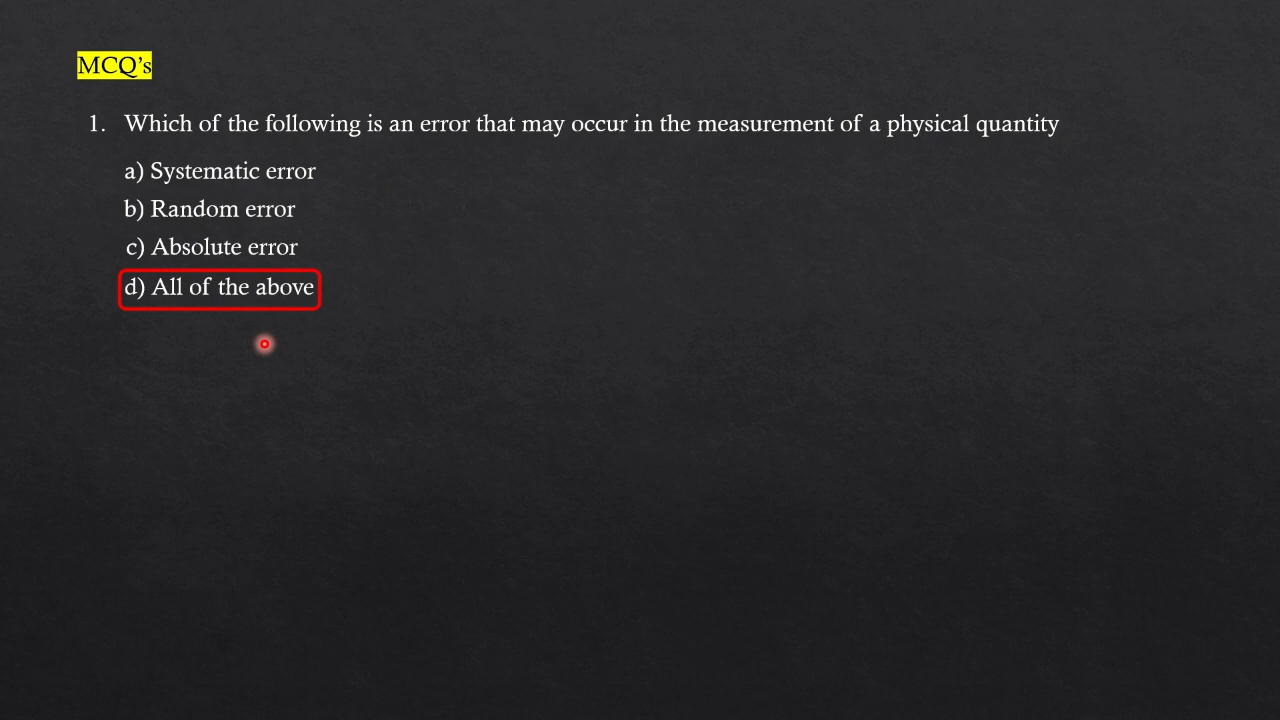 MCQ’s
1. Which of the following is an error that may occur in the measurement of a physical quantity
a) Systematic error
b) Random error
c) Absolute error
d) All of the above